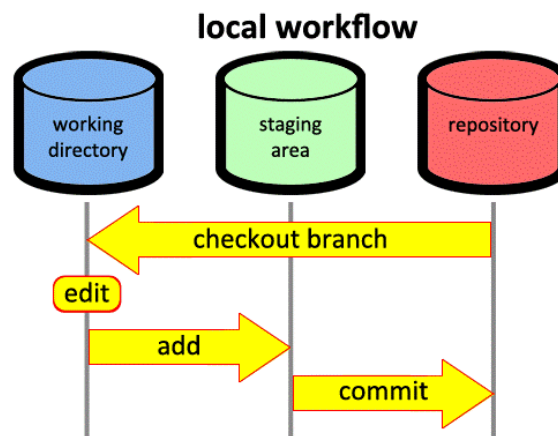 local workflow
working
directory
staging
area
repository
checkout branch
edit
add
commit